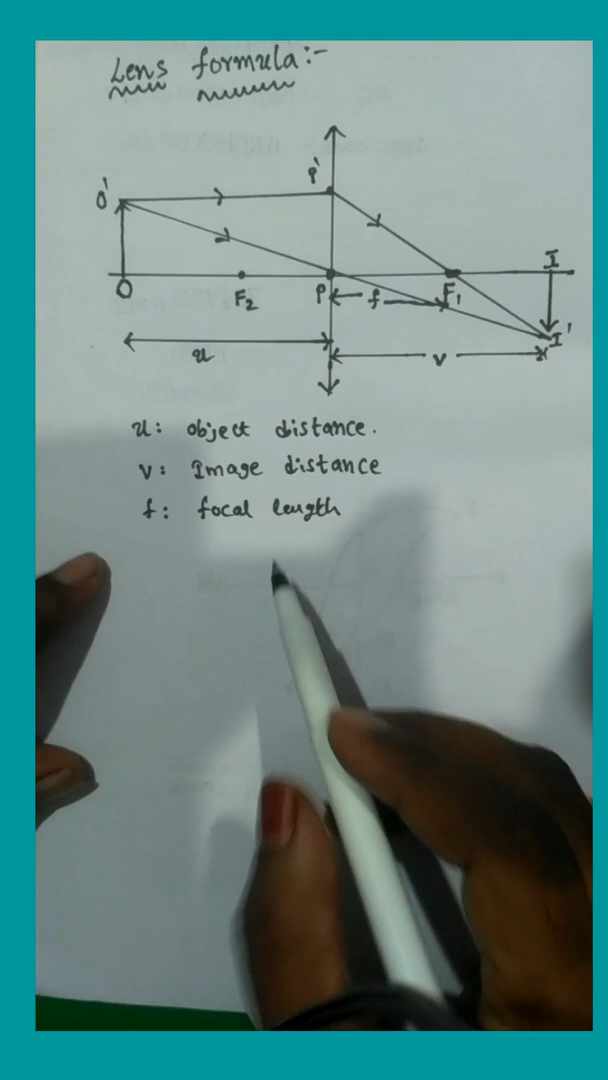 Lens formula:-
P'
O'
I
O
F2
P
f
F1
I'
u
v
u: object distance.
v: Image distance
f: focal length